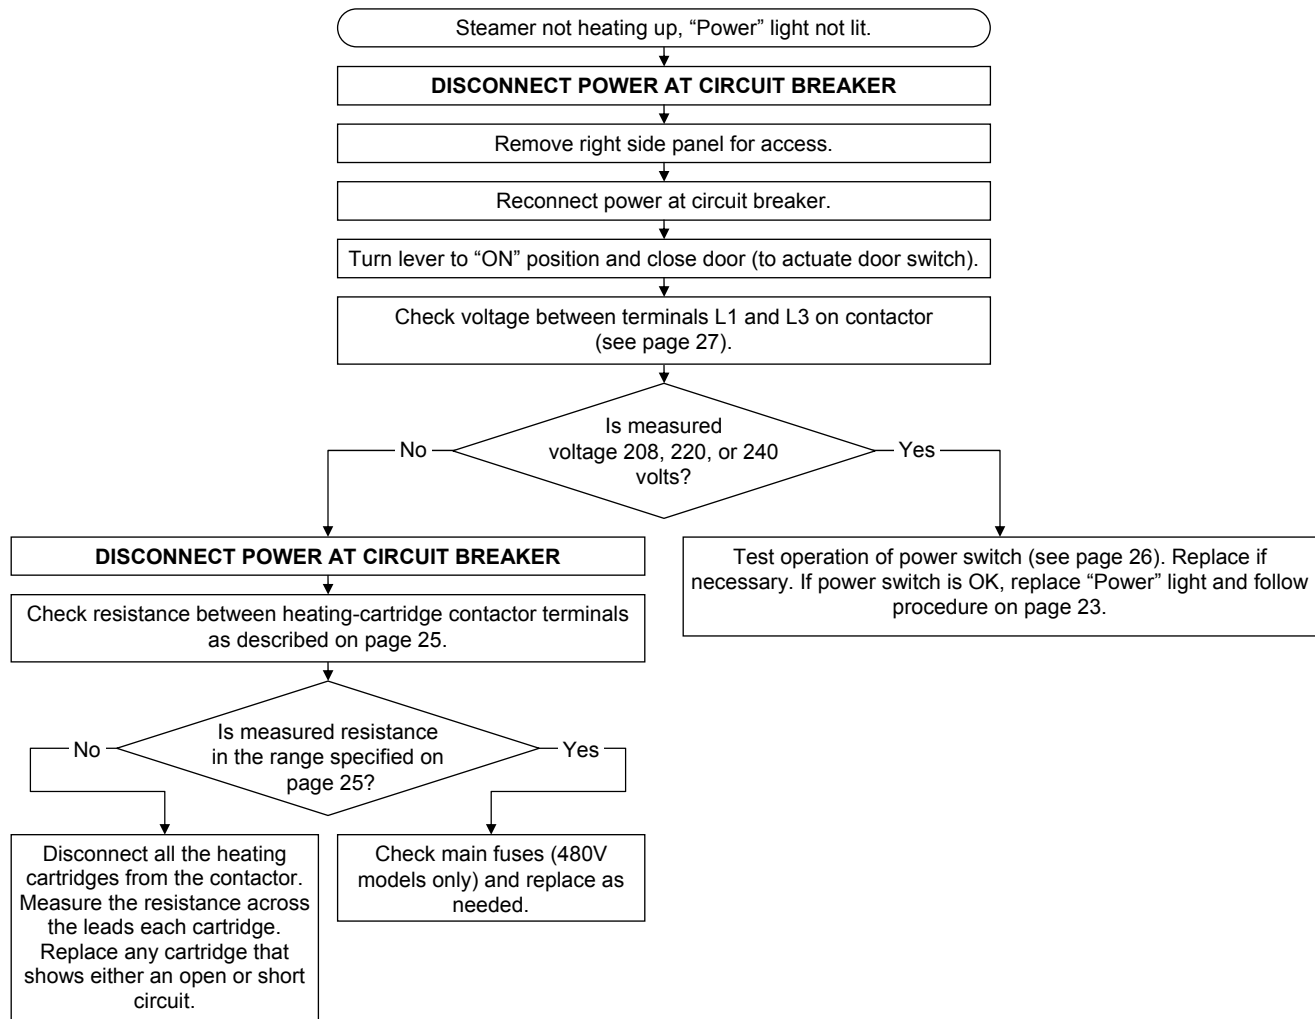 Steamer not heating up, “Power” light not lit.
DISCONNECT POWER AT CIRCUIT BREAKER
Remove right side panel for access.
Reconnect power at circuit breaker.
Turn lever to “ON” position and close door (to actuate door switch).
Check voltage between terminals L1 and L3 on contactor
(see page 27).
Is measured
voltage 208, 220, or 240
volts?
No
Yes
DISCONNECT POWER AT CIRCUIT BREAKER
Check resistance between heating-cartridge contactor terminals
as described on page 25.
Test operation of power switch (see page 26). Replace if
necessary. If power switch is OK, replace “Power” light and follow
procedure on page 23.
Is measured resistance
in the range specified on
page 25?
No
Yes
Disconnect all the heating
cartridges from the contactor.
Measure the resistance across
the leads each cartridge.
Replace any cartridge that
shows either an open or short
circuit.
Check main fuses (480V
models only) and replace as
needed.